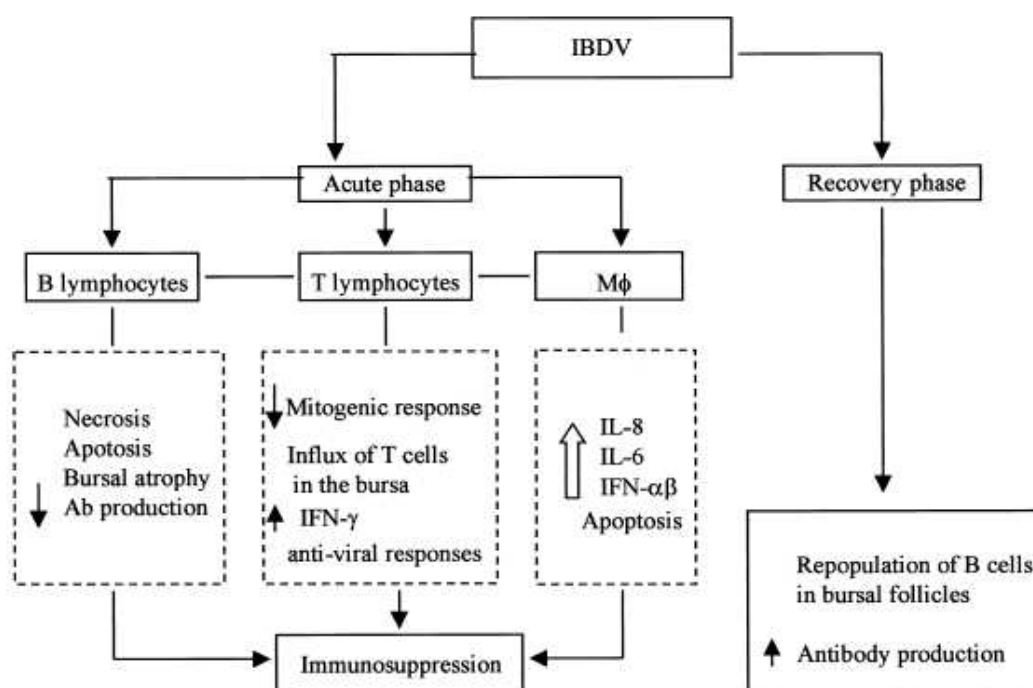 IBDV
Acute phase
Recovery phase
B lymphocytes
T lymphocytes
Mϕ
Necrosis
Apotosis
Bursal atrophy
Ab production
Mitogenic response
Influx of T cells
in the bursa
IFN-γ
anti-viral responses
IL-8
IL-6
IFN-αβ
Apoptosis
Repopulation of B cells
in bursal follicles
Antibody production
Immunosuppression